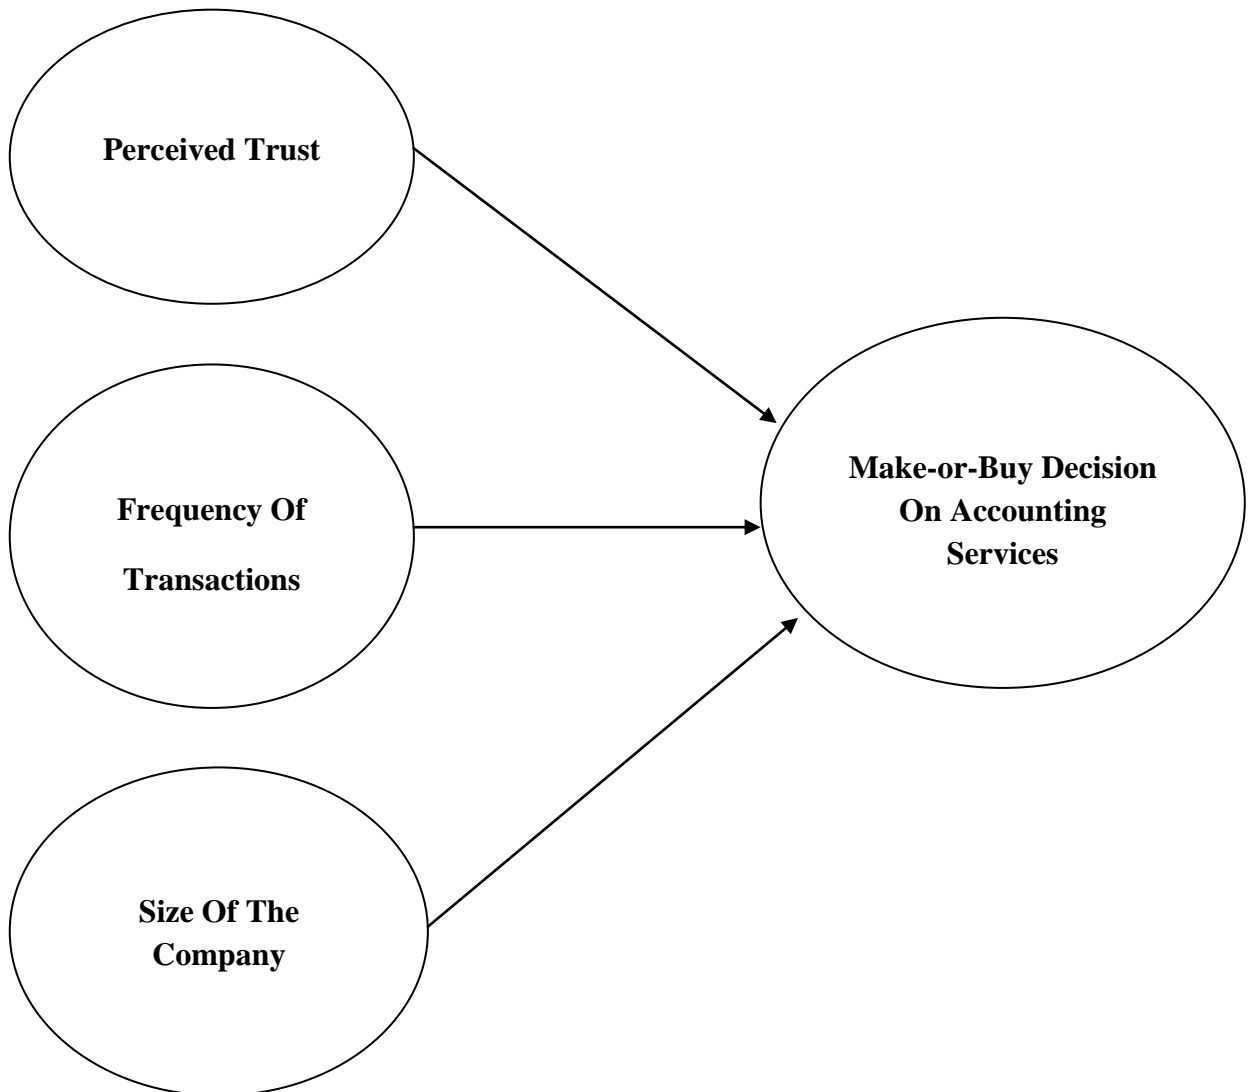 Perceived Trust
Frequency Of
Transactions
Size Of The
Company
Make-or-Buy Decision
On Accounting
Services